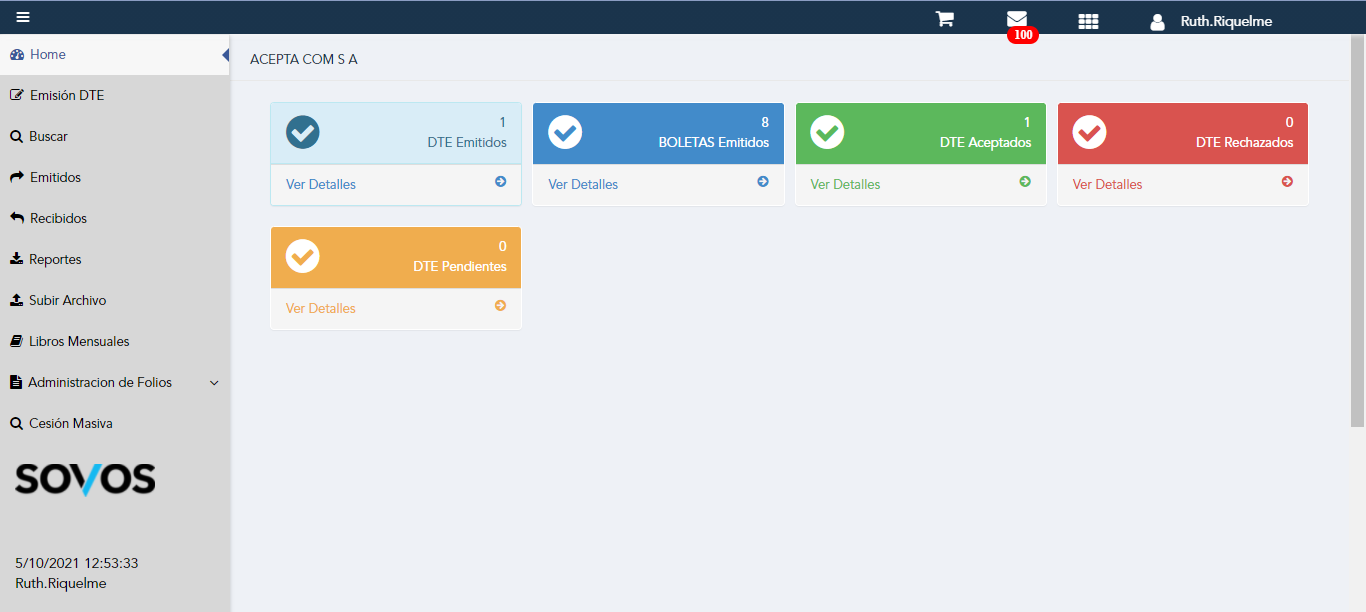 Ruth.Riquelme
100
Home
Emisión DTE
Buscar
Emitidos
Recibidos
Reportes
Subir Archivo
Libros Mensuales
Administracion de Folios
Cesión Masiva
SOVOS
5/10/2021 12:53:33
Ruth.Riquelme
ACEPTA COM S A
1
DTE Emitidos
Ver Detalles
8
BOLETAS Emitidos
Ver Detalles
1
DTE Aceptados
Ver Detalles
0
DTE Rechazados
Ver Detalles
0
DTE Pendientes
Ver Detalles